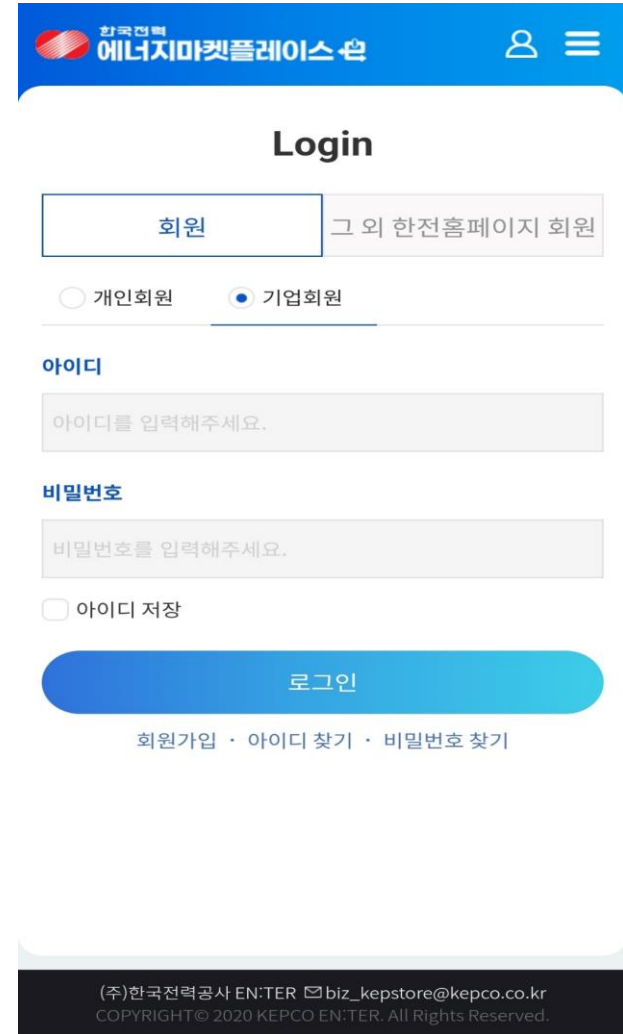 한국전력
에너지마켓플레이스
Login
회원 그 외 한전홈페이지 회원
개인회원 기업회원
아이디
아이디를 입력해주세요.
비밀번호
비밀번호를 입력해주세요.
아이디 저장
로그인
회원가입 · 아이디 찾기 · 비밀번호 찾기
(주)한국전력공사 EN:TER biz_kepstore@kepco.co.kr
COPYRIGHT© 2020 KEPCO EN:TER. All Rights Reserved.